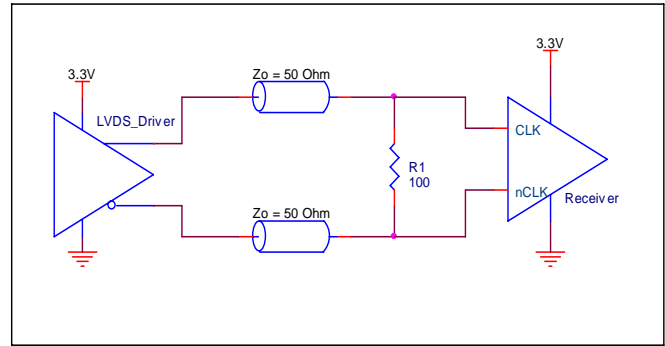 3.3V
3.3V
Zo = 50 Ohm
LVDS_Driver
CLK
R1
100
nCLK
Receiver
Zo = 50 Ohm